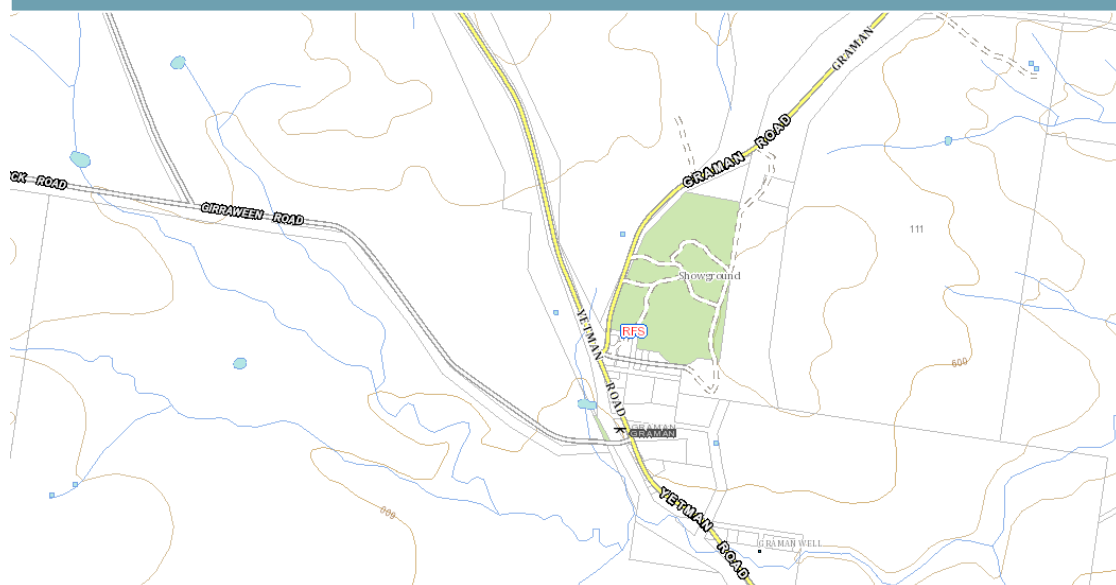 GRAMAN
GRAMAN ROAD
CK ROAD
GIRRAWEEN ROAD
111
Showground
YETMAN ROAD
RFS
600
GRAMAN
GRAMAN
600
YETMAN ROAD
GRAMAN WELL